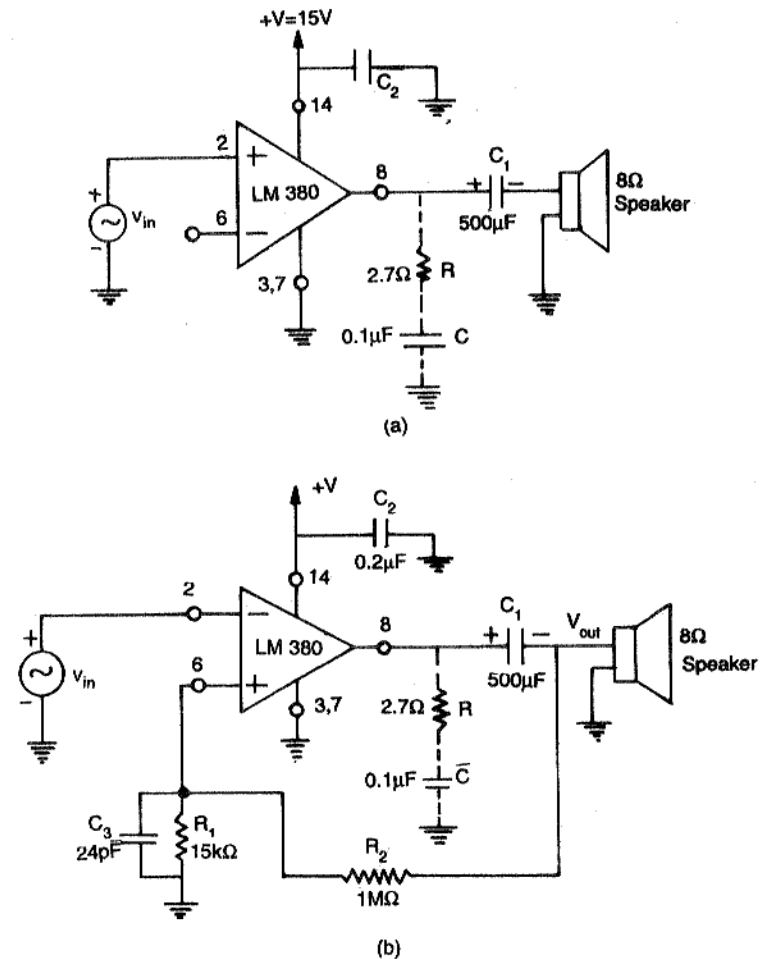 +V=15V
C2
14
2
+
LM 380
8
+
C1
−
8Ω
Speaker
500μF
+
vin
−
6
−
3,7
2.7Ω
R
0.1μF
C
(a)
+V
C2
0.2μF
14
2
−
LM 380
8
+
C1
−
Vout
8Ω
Speaker
500μF
+
vin
−
6
+
3,7
2.7Ω
R
0.1μF
C̅
C3
24pF
R1
15kΩ
R2
1MΩ
(b)